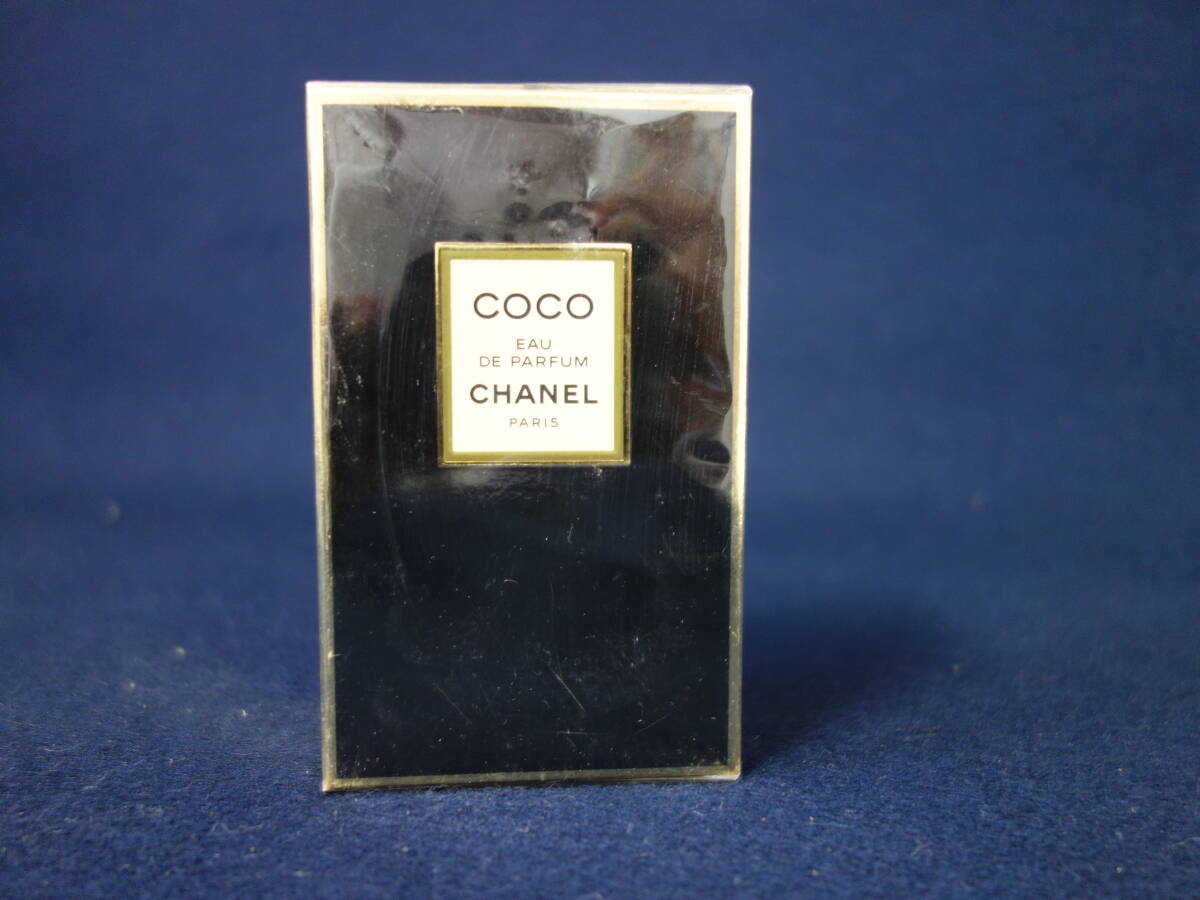 COCO
EAU
DE PARFUM
CHANEL
PARIS